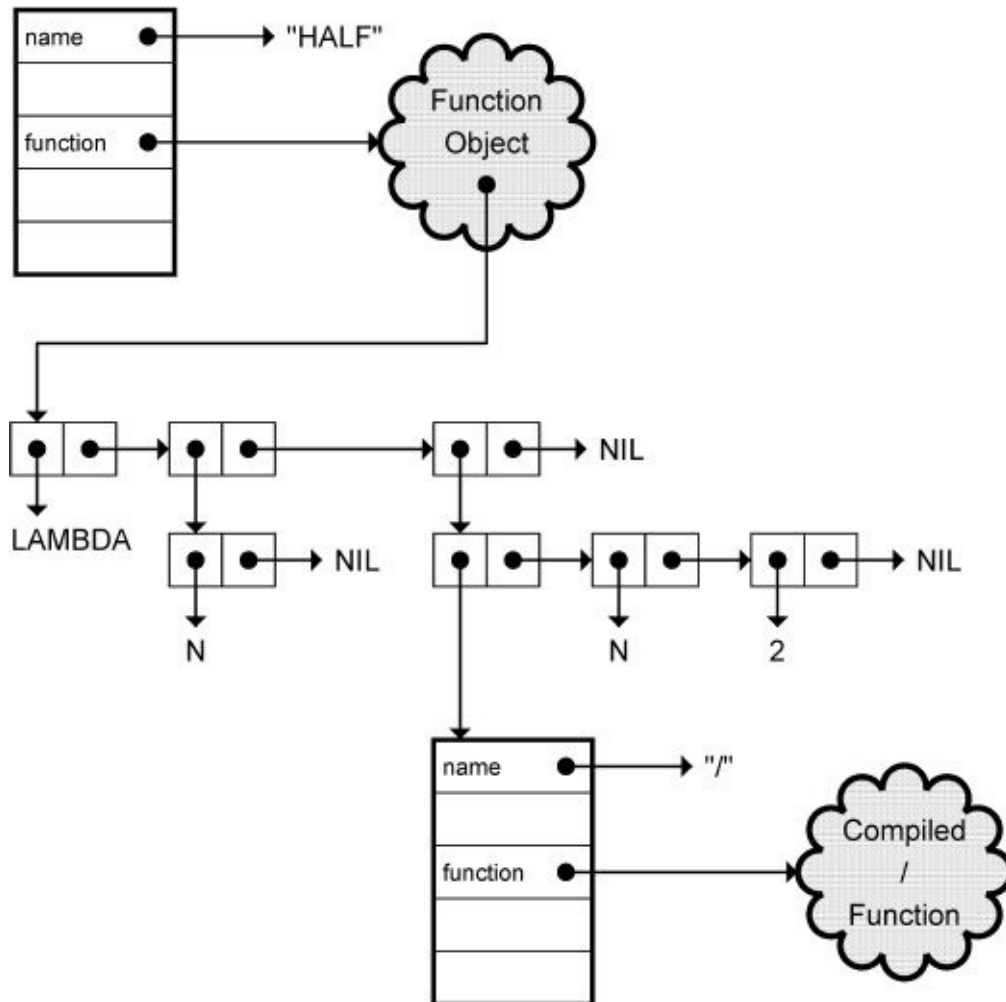 name
"HALF"
function
Function
Object
NIL
LAMBDA
NIL
NIL
N
N
2
name
"/"
function
Compiled
/
Function